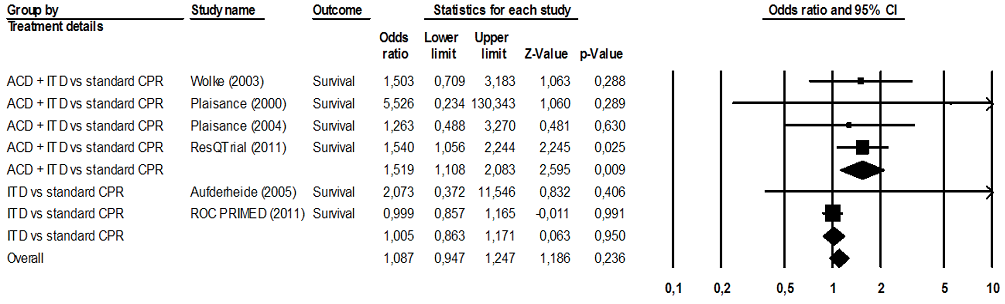 Group by Study name Outcome Statistics for each study Odds ratio and 95% CI
Treatment details
Odds ratio Lower limit Upper limit Z-Value p-Value
ACD + ITD vs standard CPR Wolke (2003) Survival 1,503 0,709 3,183 1,063 0,288
ACD + ITD vs standard CPR Plaisance (2000) Survival 5,526 0,234 130,343 1,060 0,289
ACD + ITD vs standard CPR Plaisance (2004) Survival 1,263 0,488 3,270 0,481 0,630
ACD + ITD vs standard CPR ResQTrial (2011) Survival 1,540 1,056 2,244 2,245 0,025
ACD + ITD vs standard CPR 1,519 1,108 2,083 2,595 0,009
ITD vs standard CPR Aufderheide (2005) Survival 2,073 0,372 11,546 0,832 0,406
ITD vs standard CPR ROC PRIMED (2011) Survival 0,999 0,857 1,165 -0,011 0,991
ITD vs standard CPR 1,005 0,863 1,171 0,063 0,950
Overall 1,087 0,947 1,247 1,186 0,236
0,1 0,2 0,5 1 2 5 10